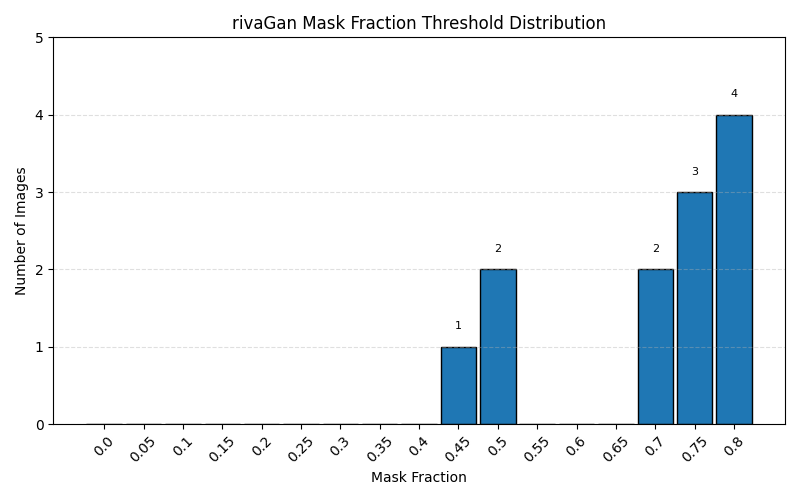 rivaGan Mask Fraction Threshold Distribution
Number of Images
5
4
3
2
1
0
1
2
2
3
4
0.0 0.05 0.1 0.15 0.2 0.25 0.3 0.35 0.4 0.45 0.5 0.55 0.6 0.65 0.7 0.75 0.8
Mask Fraction